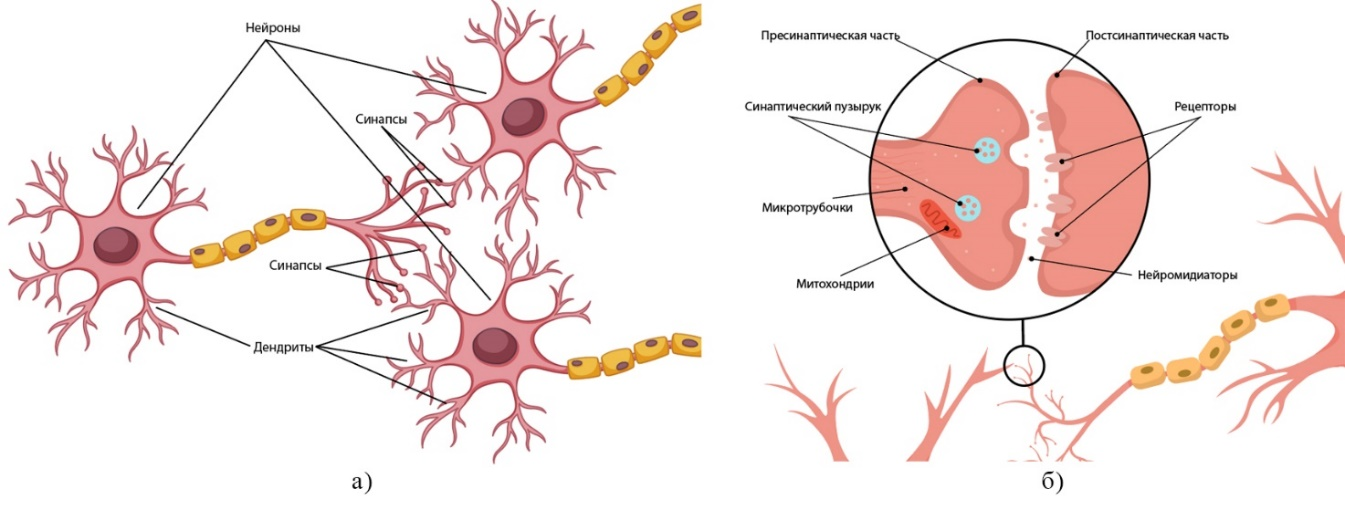 Нейроны
Синапсы
Синапсы
Дендриты
а)
Пресинаптическая часть
Постсинаптическая часть
Синаптический пузырук
Рецепторы
Микротрубочки
Митохондрии
Нейромидиаторы
б)